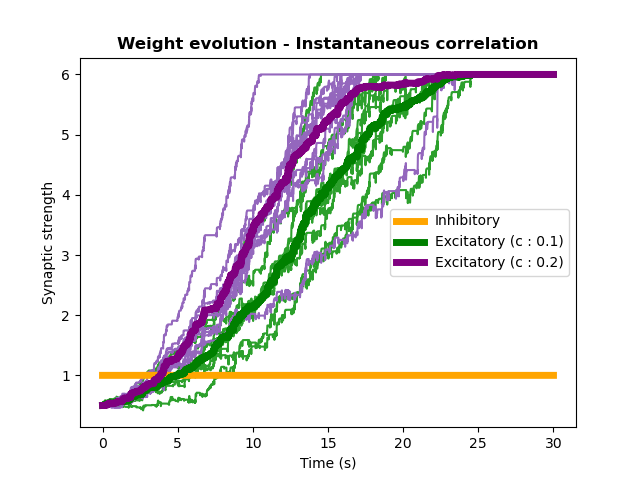 Weight evolution - Instantaneous correlation
Synaptic strength
6
5
4
3
2
1
Inhibitory
Excitatory (c : 0.1)
Excitatory (c : 0.2)
0 5 10 15 20 25 30
Time (s)